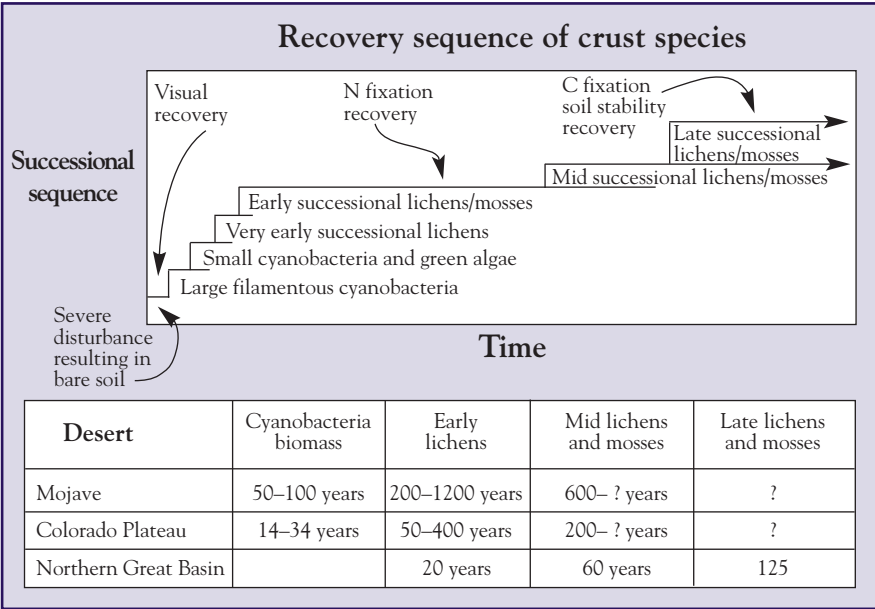 Recovery sequence of crust species
Visual
recovery
N fixation
recovery
C fixation
soil stability
recovery
Successional
sequence
Late successional
lichens/mosses
Mid successional lichens/mosses
Early successional lichens/mosses
Very early successional lichens
Small cyanobacteria and green algae
Large filamentous cyanobacteria
Severe
disturbance
resulting in
bare soil
Time
Desert
Cyanobacteria
biomass
Early
lichens
Mid lichens
and mosses
Late lichens
and mosses
Mojave 50–100 years 200–1200 years 600– ? years ?
Colorado Plateau 14–34 years 50–400 years 200– ? years ?
Northern Great Basin 20 years 60 years 125